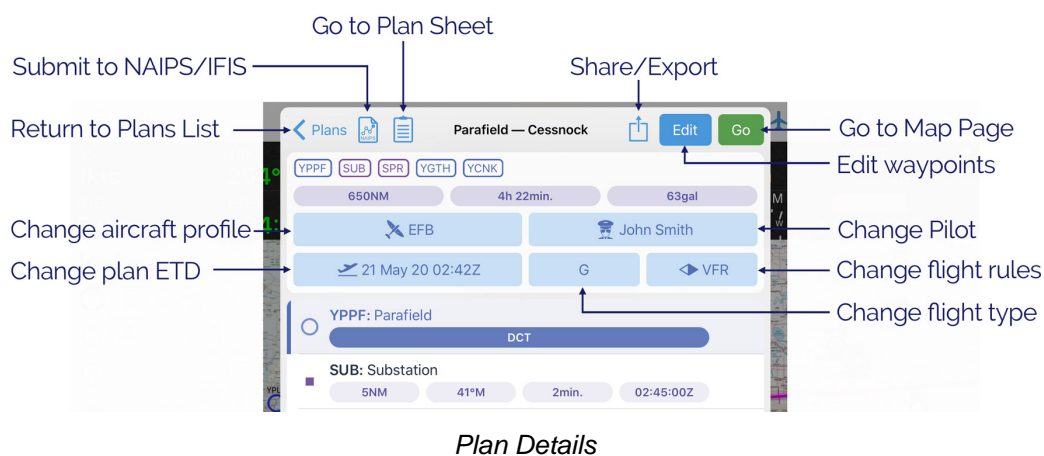 Go to Plan Sheet
Submit to NAIPS/IFIS
Share/Export
Return to Plans List
Plans
NAIPS
Parafield — Cessnock
Edit
Go
Go to Map Page
Edit waypoints
YPPF SUB SPR YGTH YCNK
650NM 4h 22min. 63gal
M
Change aircraft profile
EFB
John Smith
Change Pilot
Change plan ETD
21 May 20 02:42Z
G
VFR
Change flight rules
Change flight type
YPPF: Parafield
DCT
SUB: Substation
5NM 41°M 2min. 02:45:00Z
Plan Details